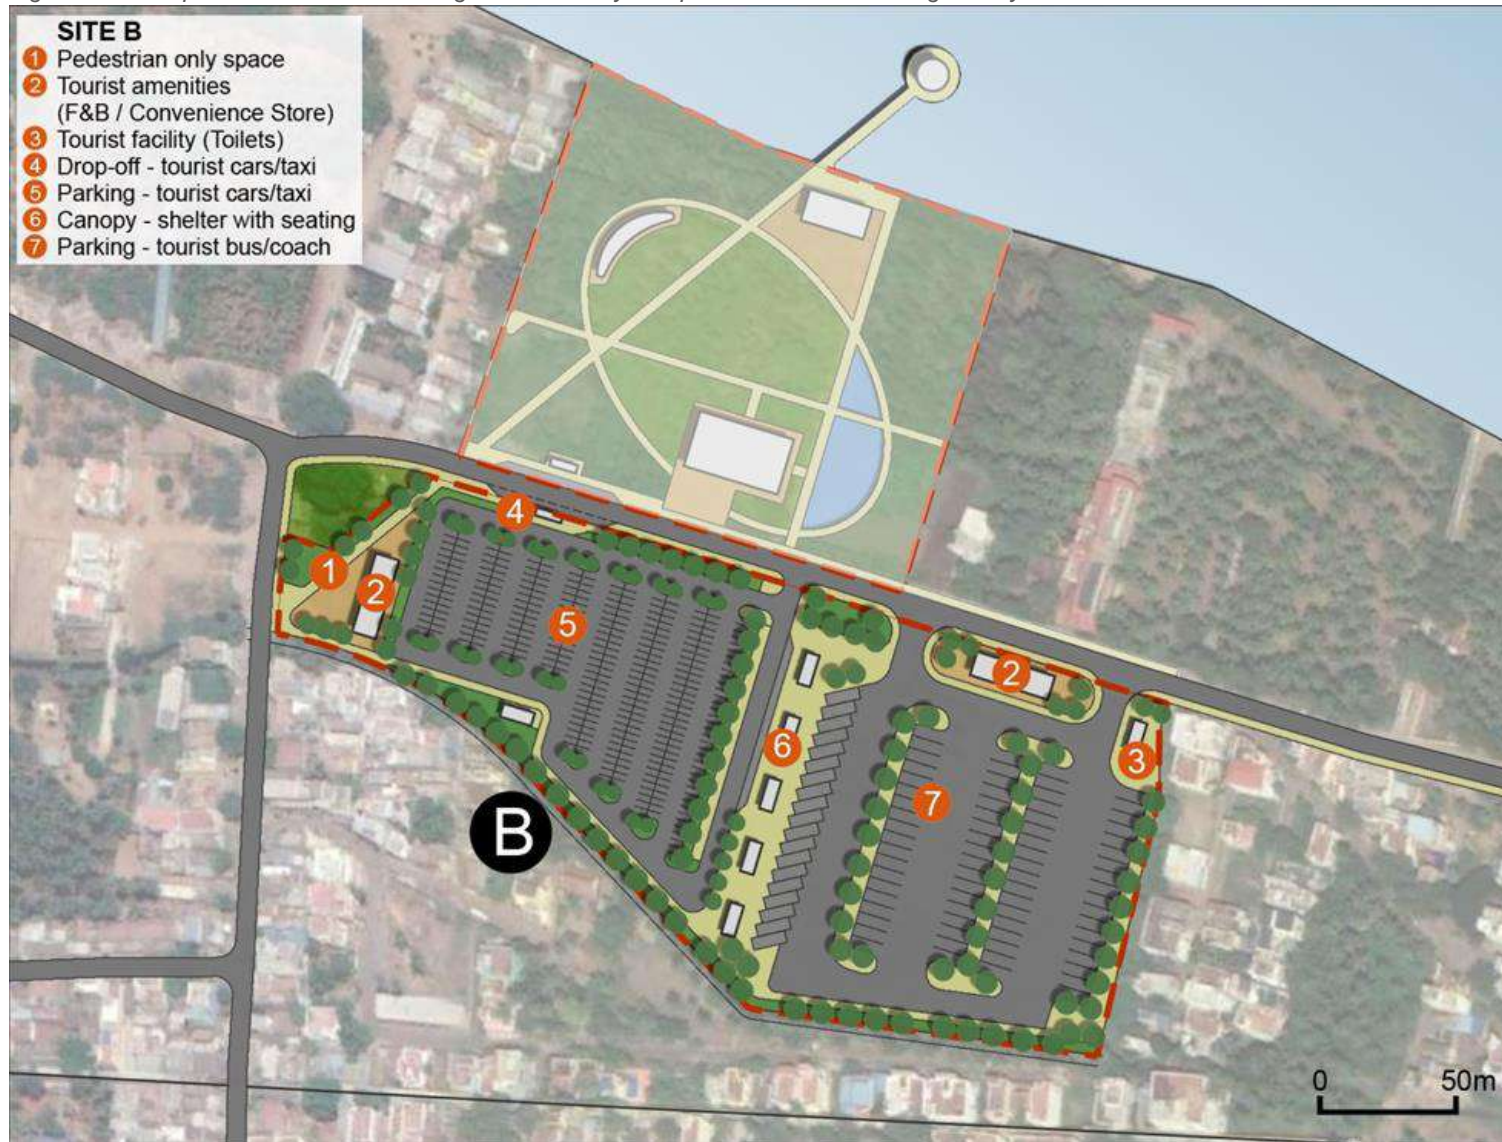 SITE B
1 Pedestrian only space
2 Tourist amenities
(F&B / Convenience Store)
3 Tourist facility (Toilets)
4 Drop-off - tourist cars/taxi
5 Parking - tourist cars/taxi
6 Canopy - shelter with seating
7 Parking - tourist bus/coach
4
1
2
5
2
6
3
7
B
0 50m